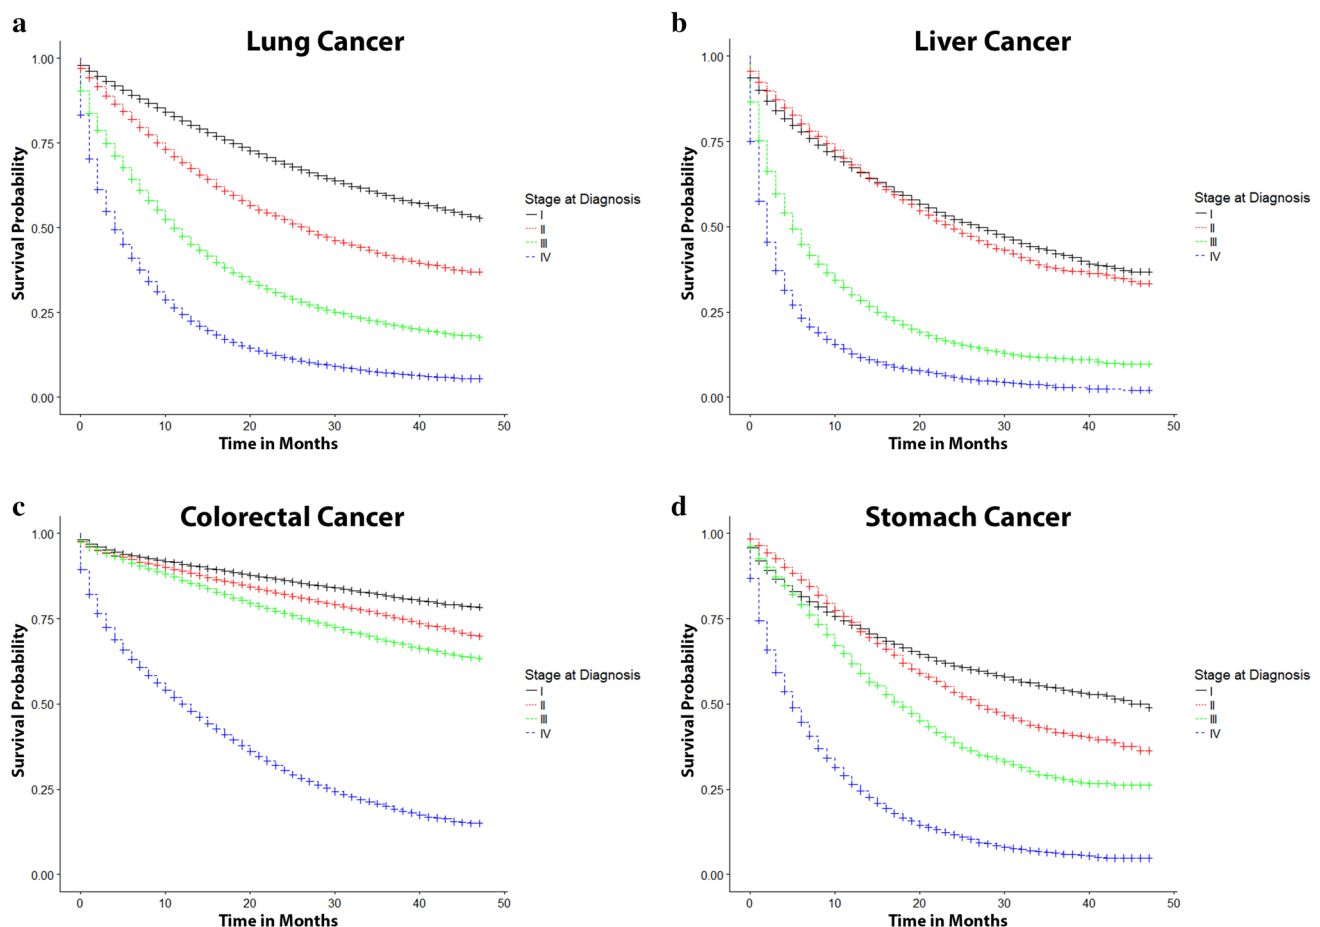 a
Lung Cancer
1.00
0.75
0.50
0.25
0.00
Survival Probability
0 10 20 30 40 50
Time in Months
Stage at Diagnosis
I
II
III
IV
b
Liver Cancer
1.00
0.75
0.50
0.25
0.00
Survival Probability
0 10 20 30 40 50
Time in Months
Stage at Diagnosis
I
II
III
IV
c
Colorectal Cancer
1.00
0.75
0.50
0.25
0.00
Survival Probability
0 10 20 30 40 50
Time in Months
Stage at Diagnosis
I
II
III
IV
d
Stomach Cancer
1.00
0.75
0.50
0.25
0.00
Survival Probability
0 10 20 30 40 50
Time in Months
Stage at Diagnosis
I
II
III
IV